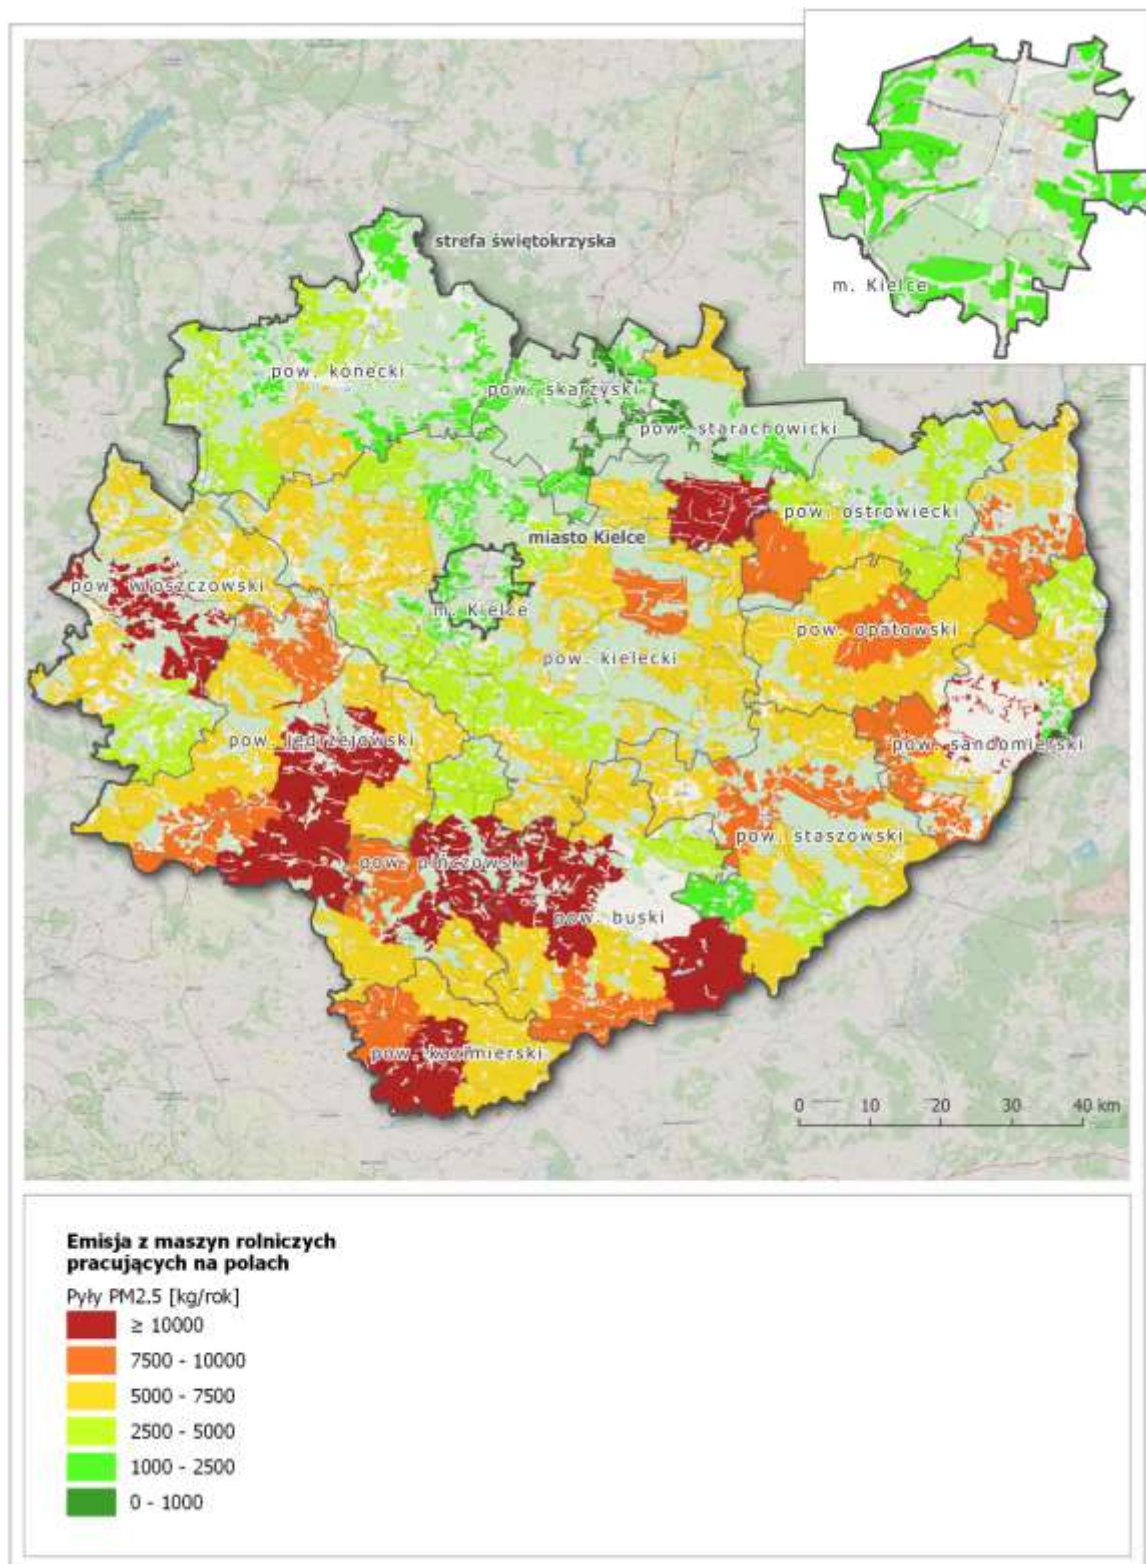 m. Kielce
strefa świętokrzyska
pow. konecki
pow. skarżyski
pow. starachowicki
pow. ostrowiecki
miasto Kielce
pow. włoszczowski
m. Kielce
pow. opatowski
pow. kielecki
pow. jędrzejowski
pow. sandomierski
pow. staszowski
pow. pińczowski
pow. buski
pow. kazimierski
0 10 20 30 40 km
Emisja z maszyn rolniczych
pracujących na polach
Pyły PM2.5 [kg/rok]
≥ 10000
7500 - 10000
5000 - 7500
2500 - 5000
1000 - 2500
0 - 1000